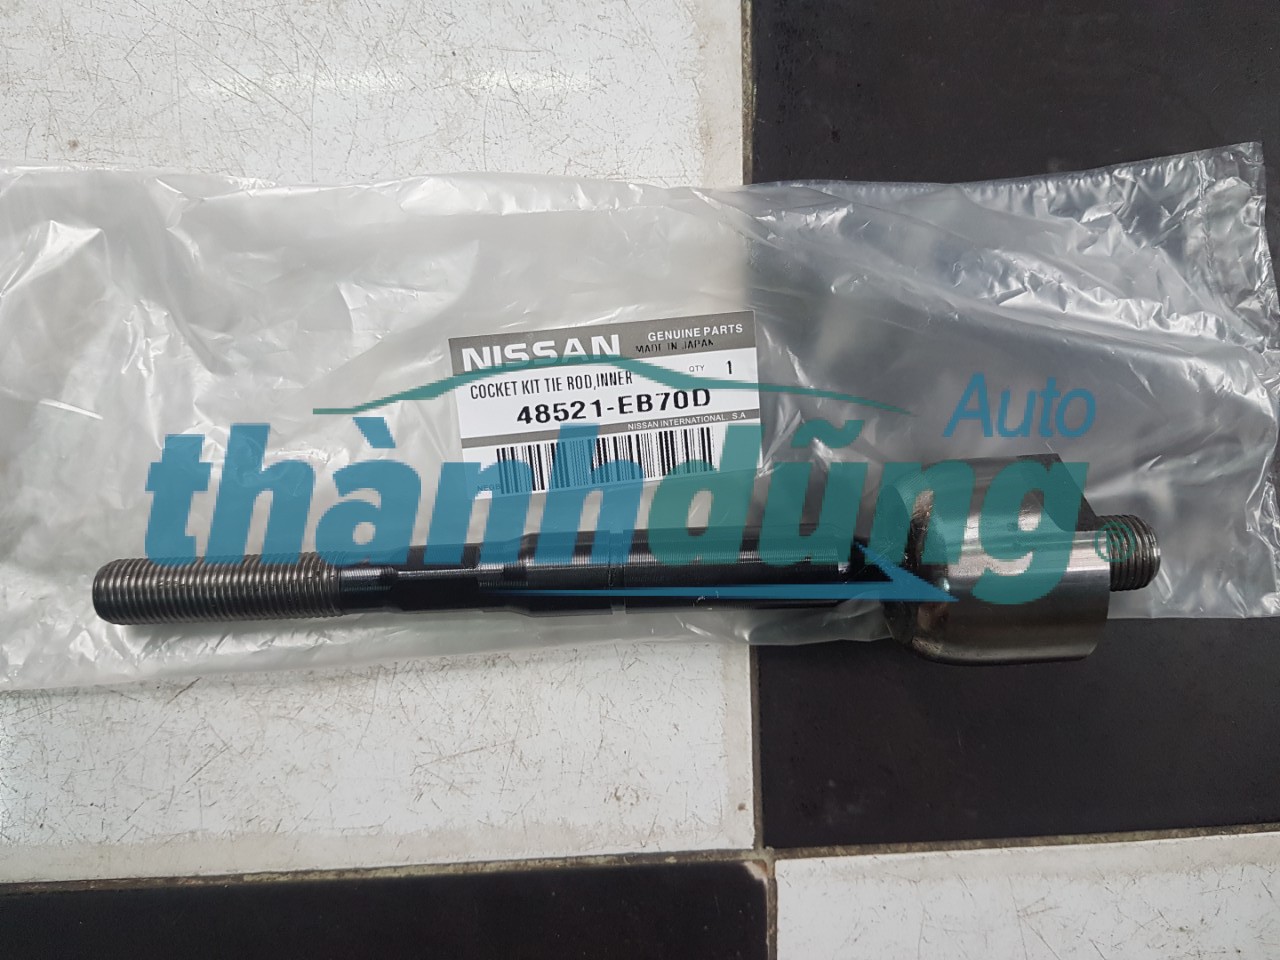 NISSAN GENUINE PARTS
MADE IN JAPAN
COCKET KIT TIE ROD,INNER QTY 1
48521-EB70D
NISSAN INTERNATIONAL. S.A
Auto
thànhdũng®